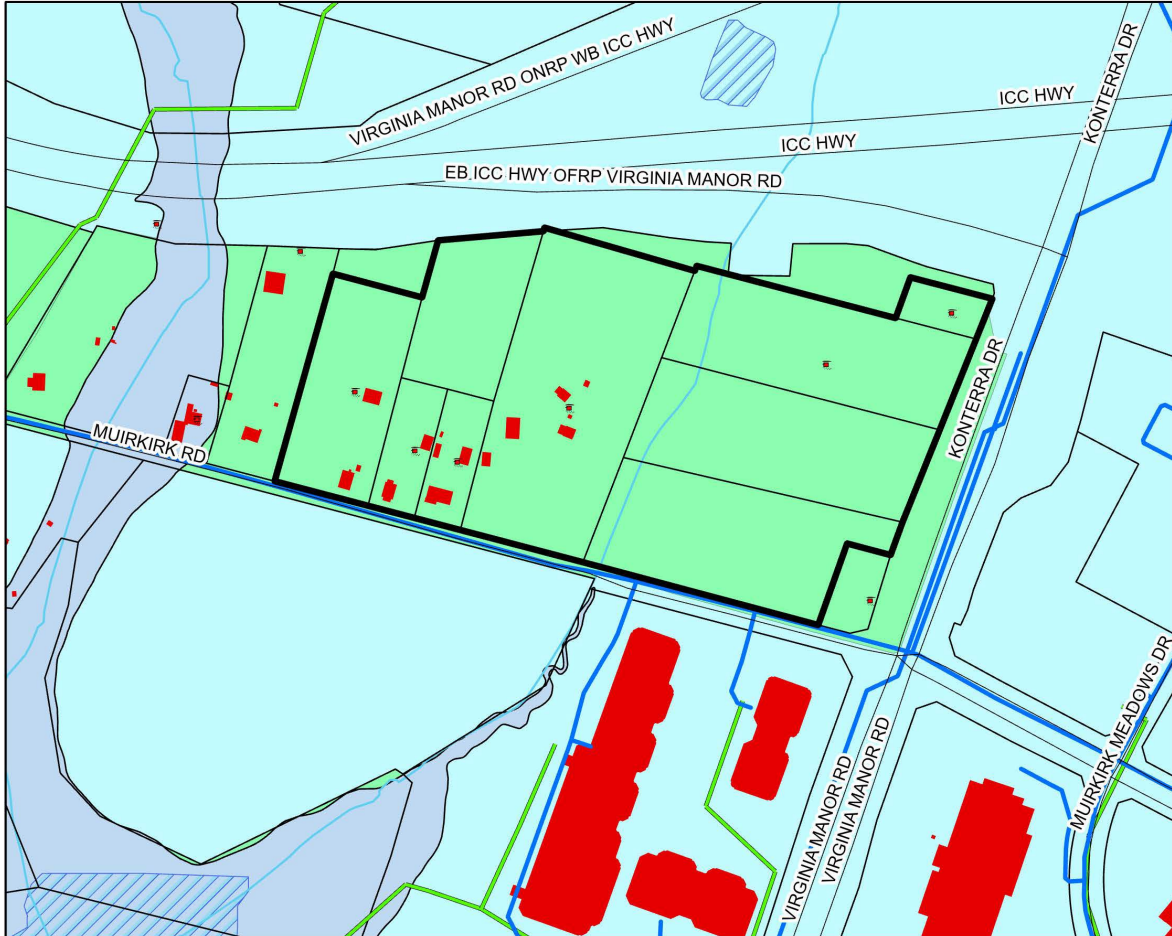 VIRGINIA MANOR RD ONRP WB ICC HWY
KONTERRA DR
ICC HWY
ICC HWY
EB ICC HWY OFRP VIRGINIA MANOR RD
KONTERRA DR
MUIRKIRK RD
MUIRKIRK MEADOWS DR
VIRGINIA MANOR RD
VIRGINIA MANOR RD